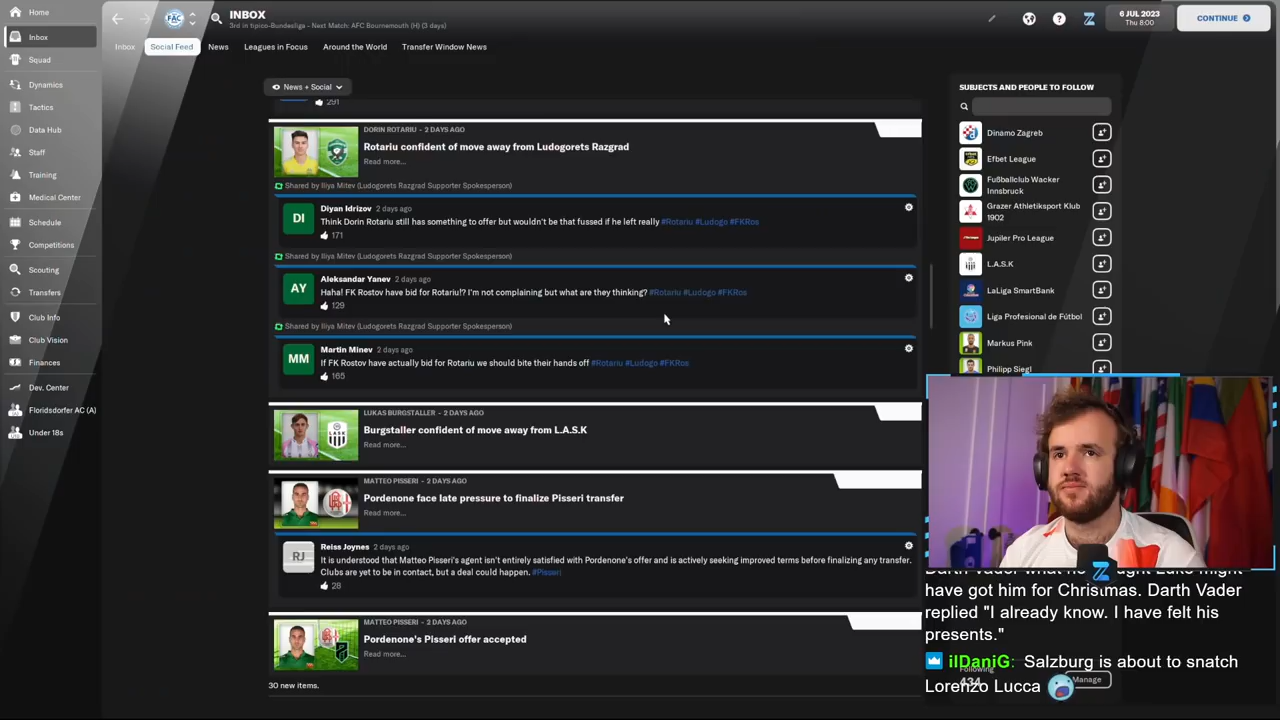 Home
Inbox
Squad
Dynamics
Tactics
Data Hub
Staff
Training
Medical Center
Schedule
Competitions
Scouting
Transfers
Club Info
Club Vision
Finances
Dev. Center
Floridsdorfer AC (A)
Under 18s
FAC
INBOX
3rd in tipico-Bundesliga - Next Match: AFC Bournemouth (H) (3 days)
6 JUL 2023
Thu 8:00
CONTINUE
Inbox
Social Feed
News
Leagues in Focus
Around the World
Transfer Window News
News + Social
291
DORIN ROTARIU - 2 DAYS AGO
Rotariu confident of move away from Ludogorets Razgrad
Read more...
Shared by Iliya Mitev (Ludogorets Razgrad Supporter Spokesperson)
DI
Diyan Idrizov 2 days ago
Think Dorin Rotariu still has something to offer but wouldn't be that fussed if he left really #Rotariu #Ludogo #FKRos
171
Shared by Iliya Mitev (Ludogorets Razgrad Supporter Spokesperson)
AY
Aleksandar Yanev 2 days ago
Haha! FK Rostov have bid for Rotariu!? I'm not complaining but what are they thinking? #Rotariu #Ludogo #FKRos
129
Shared by Iliya Mitev (Ludogorets Razgrad Supporter Spokesperson)
MM
Martin Minev 2 days ago
If FK Rostov have actually bid for Rotariu we should bite their hands off #Rotariu #Ludogo #FKRos
165
LUKAS BURGSTALLER - 2 DAYS AGO
Burgstaller confident of move away from L.A.S.K
Read more...
MATTEO PISSERI - 2 DAYS AGO
Pordenone face late pressure to finalize Pisseri transfer
Read more...
RJ
Reiss Joynes 2 days ago
It is understood that Matteo Pisseri's agent isn't entirely satisfied with Pordenone's offer and is actively seeking improved terms before finalizing any transfer.
Clubs are yet to be in contact, but a deal could happen. #Pisseri
28
MATTEO PISSERI - 2 DAYS AGO
Pordenone's Pisseri offer accepted
Read more...
30 new items.
SUBJECTS AND PEOPLE TO FOLLOW
Dinamo Zagreb
Efbet League
Fußballclub Wacker
Innsbruck
Grazer Athletiksport Klub
1902
Jupiler Pro League
L.A.S.K
LaLiga SmartBank
Liga Profesional de Fútbol
Markus Pink
Philipp Siegl
have got him for Christmas. Darth Vader
replied "I already know. I have felt his
presents."
ilDaniG: Salzburg is about to snatch
Lorenzo Lucca
Following
434
Manage